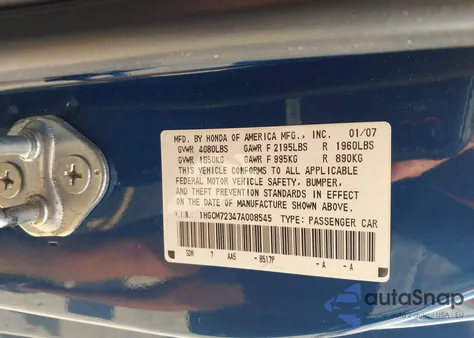 MFD. BY HONDA OF AMERICA MFG., INC. 01/07
GVWR 4080LBS GAWR F 2195LBS R 1960LBS
GVWR 1850KG GAWR F 995KG R 890KG
THIS VEHICLE CONFORMS TO ALL APPLICABLE
FEDERAL MOTOR VEHICLE SAFETY, BUMPER,
AND THEFT PREVENTION STANDARDS IN EFFECT
ON THE DATE OF MANUFACTURE SHOWN ABOVE.
V.I.N.: 1HGCM72347A008545 TYPE: PASSENGER CAR
SDN 7 AA5 - B517P - A - A
autoSnap